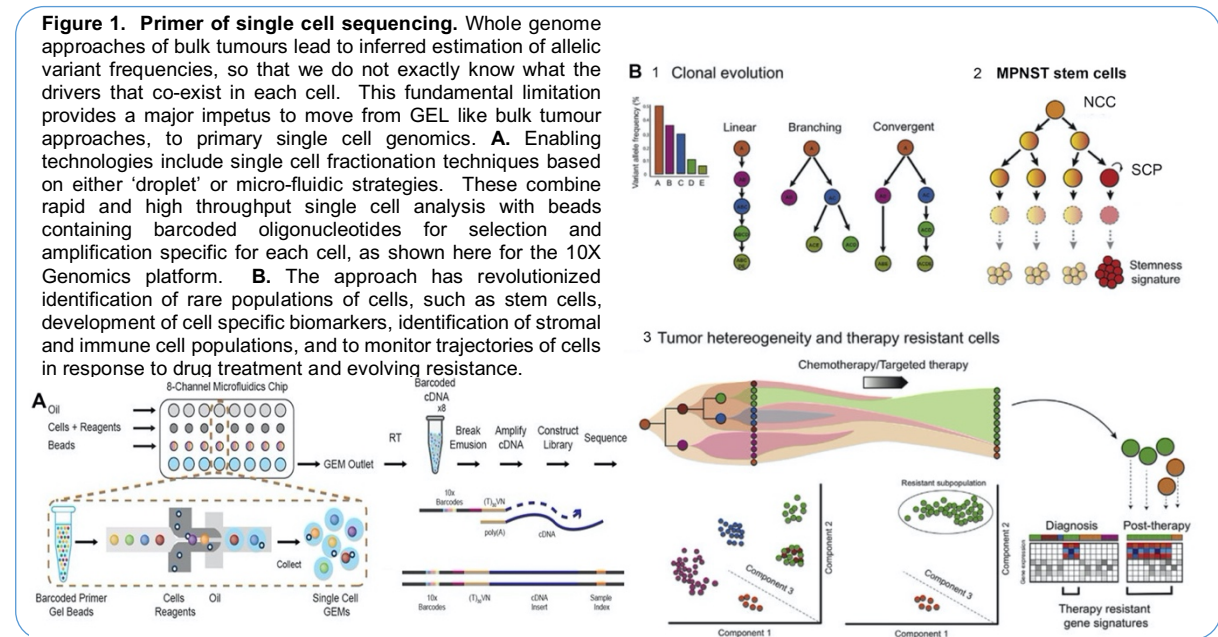 Figure 1. Primer of single cell sequencing. Whole genome
approaches of bulk tumours lead to inferred estimation of allelic
variant frequencies, so that we do not exactly know what the
drivers that co-exist in each cell. This fundamental limitation
provides a major impetus to move from GEL like bulk tumour
approaches, to primary single cell genomics. A. Enabling
technologies include single cell fractionation techniques based
on either ‘droplet’ or micro-fluidic strategies. These combine
rapid and high throughput single cell analysis with beads
containing barcoded oligonucleotides for selection and
amplification specific for each cell, as shown here for the 10X
Genomics platform. B. The approach has revolutionized
identification of rare populations of cells, such as stem cells,
development of cell specific biomarkers, identification of stromal
and immune cell populations, and to monitor trajectories of cells
in response to drug treatment and evolving resistance.
A
8-Channel Microfluidics Chip
Oil
Cells + Reagents
Beads
GEM Outlet
RT
Barcoded
cDNA
x8
Break
Emusion
Amplify
cDNA
Construct
Library
Sequence
Barcoded Primer
Gel Beads
Cells
Reagents
Oil
Collect
Single Cell
GEMs
10x
Barcodes
(T)
VN
poly(A)
cDNA
10x
Barcodes
(T)
VN
cDNA
Insert
Sample
Index
B 1 Clonal evolution
Variant allele frequency (%
A B C D E
Linear
Branching
Convergent
A
A
A
ABC
ABCD
ACE
ACD
2 MPNST stem cells
NCC
SCP
Stemness
signature
3 Tumor heterogeneity and therapy resistant cells
Chemotherapy/Targeted therapy
Component 1
Component 2
Component 3
Resistant subpopulation
Component 1
Component 2
Component 3
Diagnosis
Post-therapy
Gene expression
Therapy resistant
gene signatures